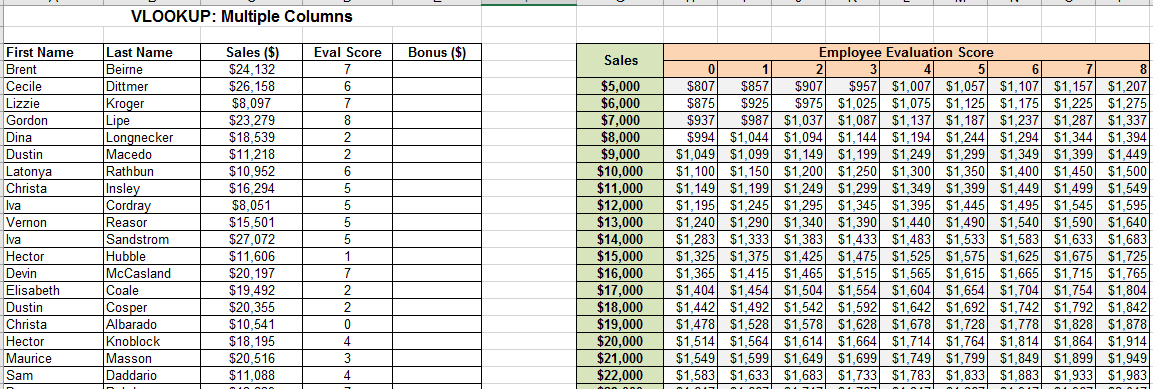 VLOOKUP: Multiple Columns
First Name Last Name Sales ($) Eval Score Bonus ($) Sales Employee Evaluation Score
Brent Beirne $24,132 7 0 1 2 3 4 5 6 7 8
Cecile Dittmer $26,158 6 $5,000 $807 $857 $907 $957 $1,007 $1,057 $1,107 $1,157 $1,207
Lizzie Kroger $8,097 7 $6,000 $875 $925 $975 $1,025 $1,075 $1,125 $1,175 $1,225 $1,275
Gordon Lipe $23,279 8 $7,000 $937 $987 $1,037 $1,087 $1,137 $1,187 $1,237 $1,287 $1,337
Dina Longnecker $18,539 2 $8,000 $994 $1,044 $1,094 $1,144 $1,194 $1,244 $1,294 $1,344 $1,394
Dustin Macedo $11,218 2 $9,000 $1,049 $1,099 $1,149 $1,199 $1,249 $1,299 $1,349 $1,399 $1,449
Latonya Rathbun $10,952 6 $10,000 $1,100 $1,150 $1,200 $1,250 $1,300 $1,350 $1,400 $1,450 $1,500
Christa Insley $16,294 5 $11,000 $1,149 $1,199 $1,249 $1,299 $1,349 $1,399 $1,449 $1,499 $1,549
Iva Cordray $8,051 5 $12,000 $1,195 $1,245 $1,295 $1,345 $1,395 $1,445 $1,495 $1,545 $1,595
Vernon Reasor $15,501 5 $13,000 $1,240 $1,290 $1,340 $1,390 $1,440 $1,490 $1,540 $1,590 $1,640
Iva Sandstrom $27,072 5 $14,000 $1,283 $1,333 $1,383 $1,433 $1,483 $1,533 $1,583 $1,633 $1,683
Hector Hubble $11,606 1 $15,000 $1,325 $1,375 $1,425 $1,475 $1,525 $1,575 $1,625 $1,675 $1,725
Devin McCasland $20,197 7 $16,000 $1,365 $1,415 $1,465 $1,515 $1,565 $1,615 $1,665 $1,715 $1,765
Elisabeth Coale $19,492 2 $17,000 $1,404 $1,454 $1,504 $1,554 $1,604 $1,654 $1,704 $1,754 $1,804
Dustin Cosper $20,355 2 $18,000 $1,442 $1,492 $1,542 $1,592 $1,642 $1,692 $1,742 $1,792 $1,842
Christa Albarado $10,541 0 $19,000 $1,478 $1,528 $1,578 $1,628 $1,678 $1,728 $1,778 $1,828 $1,878
Hector Knoblock $18,195 4 $20,000 $1,514 $1,564 $1,614 $1,664 $1,714 $1,764 $1,814 $1,864 $1,914
Maurice Masson $20,516 3 $21,000 $1,549 $1,599 $1,649 $1,699 $1,749 $1,799 $1,849 $1,899 $1,949
Sam Daddario $11,088 4 $22,000 $1,583 $1,633 $1,683 $1,733 $1,783 $1,833 $1,883 $1,933 $1,983